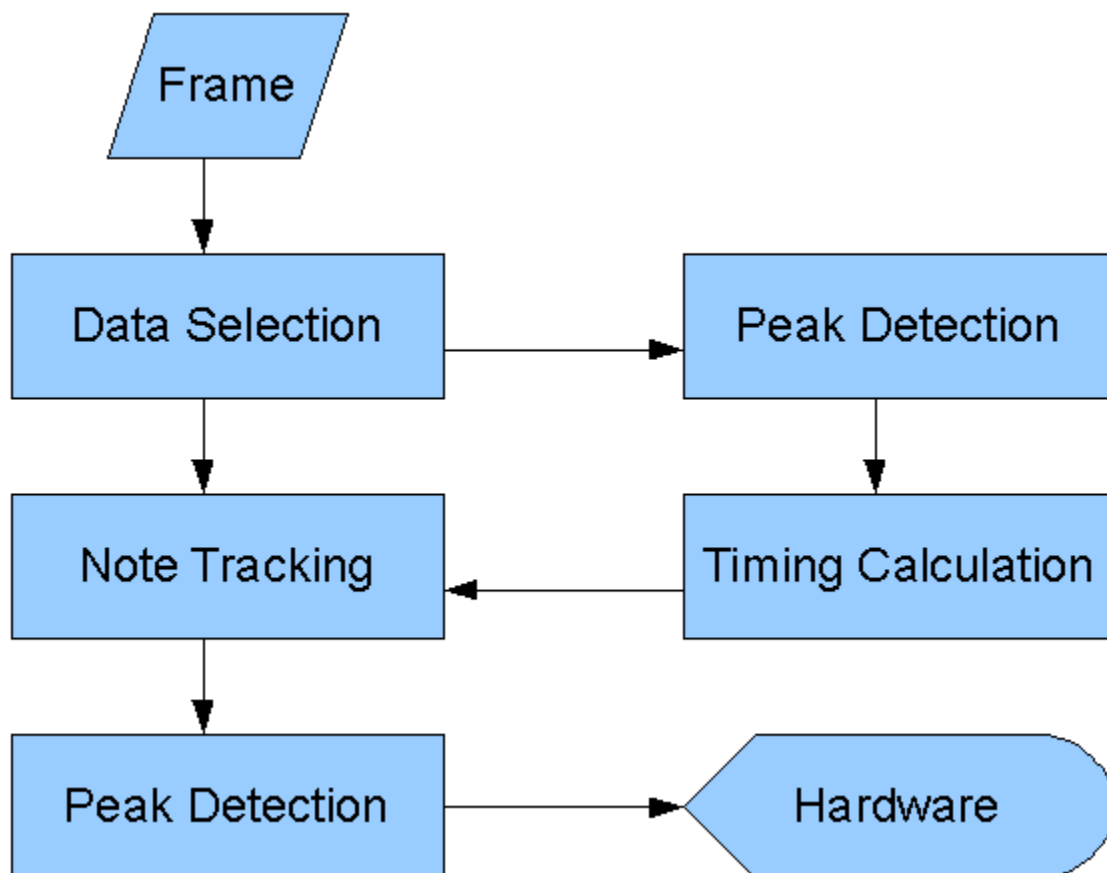 Frame
Data Selection
Peak Detection
Note Tracking
Timing Calculation
Peak Detection
Hardware